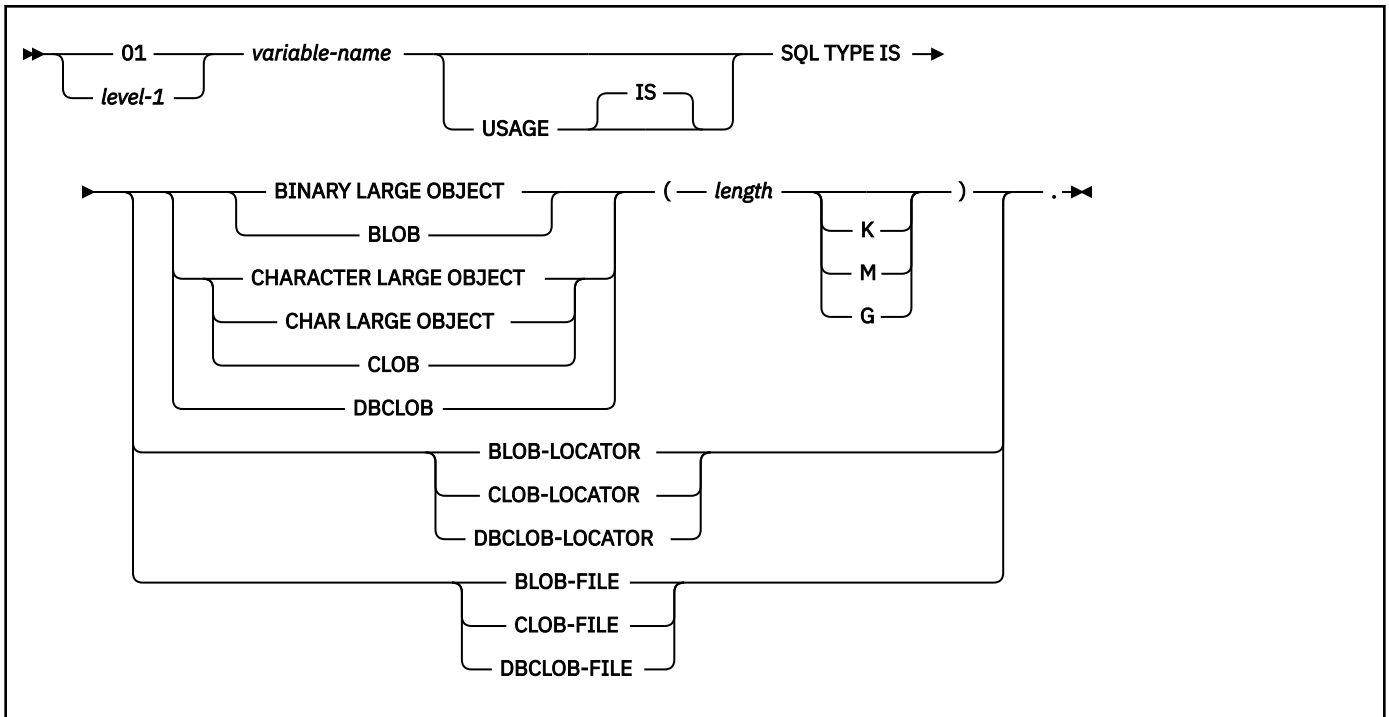 01 variable-name SQL TYPE IS
IS
level-1
USAGE
BINARY LARGE OBJECT ( length ) .
BLOB K
CHARACTER LARGE OBJECT M
CHAR LARGE OBJECT G
CLOB
DBCLOB
BLOB-LOCATOR
CLOB-LOCATOR
DBCLOB-LOCATOR
BLOB-FILE
CLOB-FILE
DBCLOB-FILE